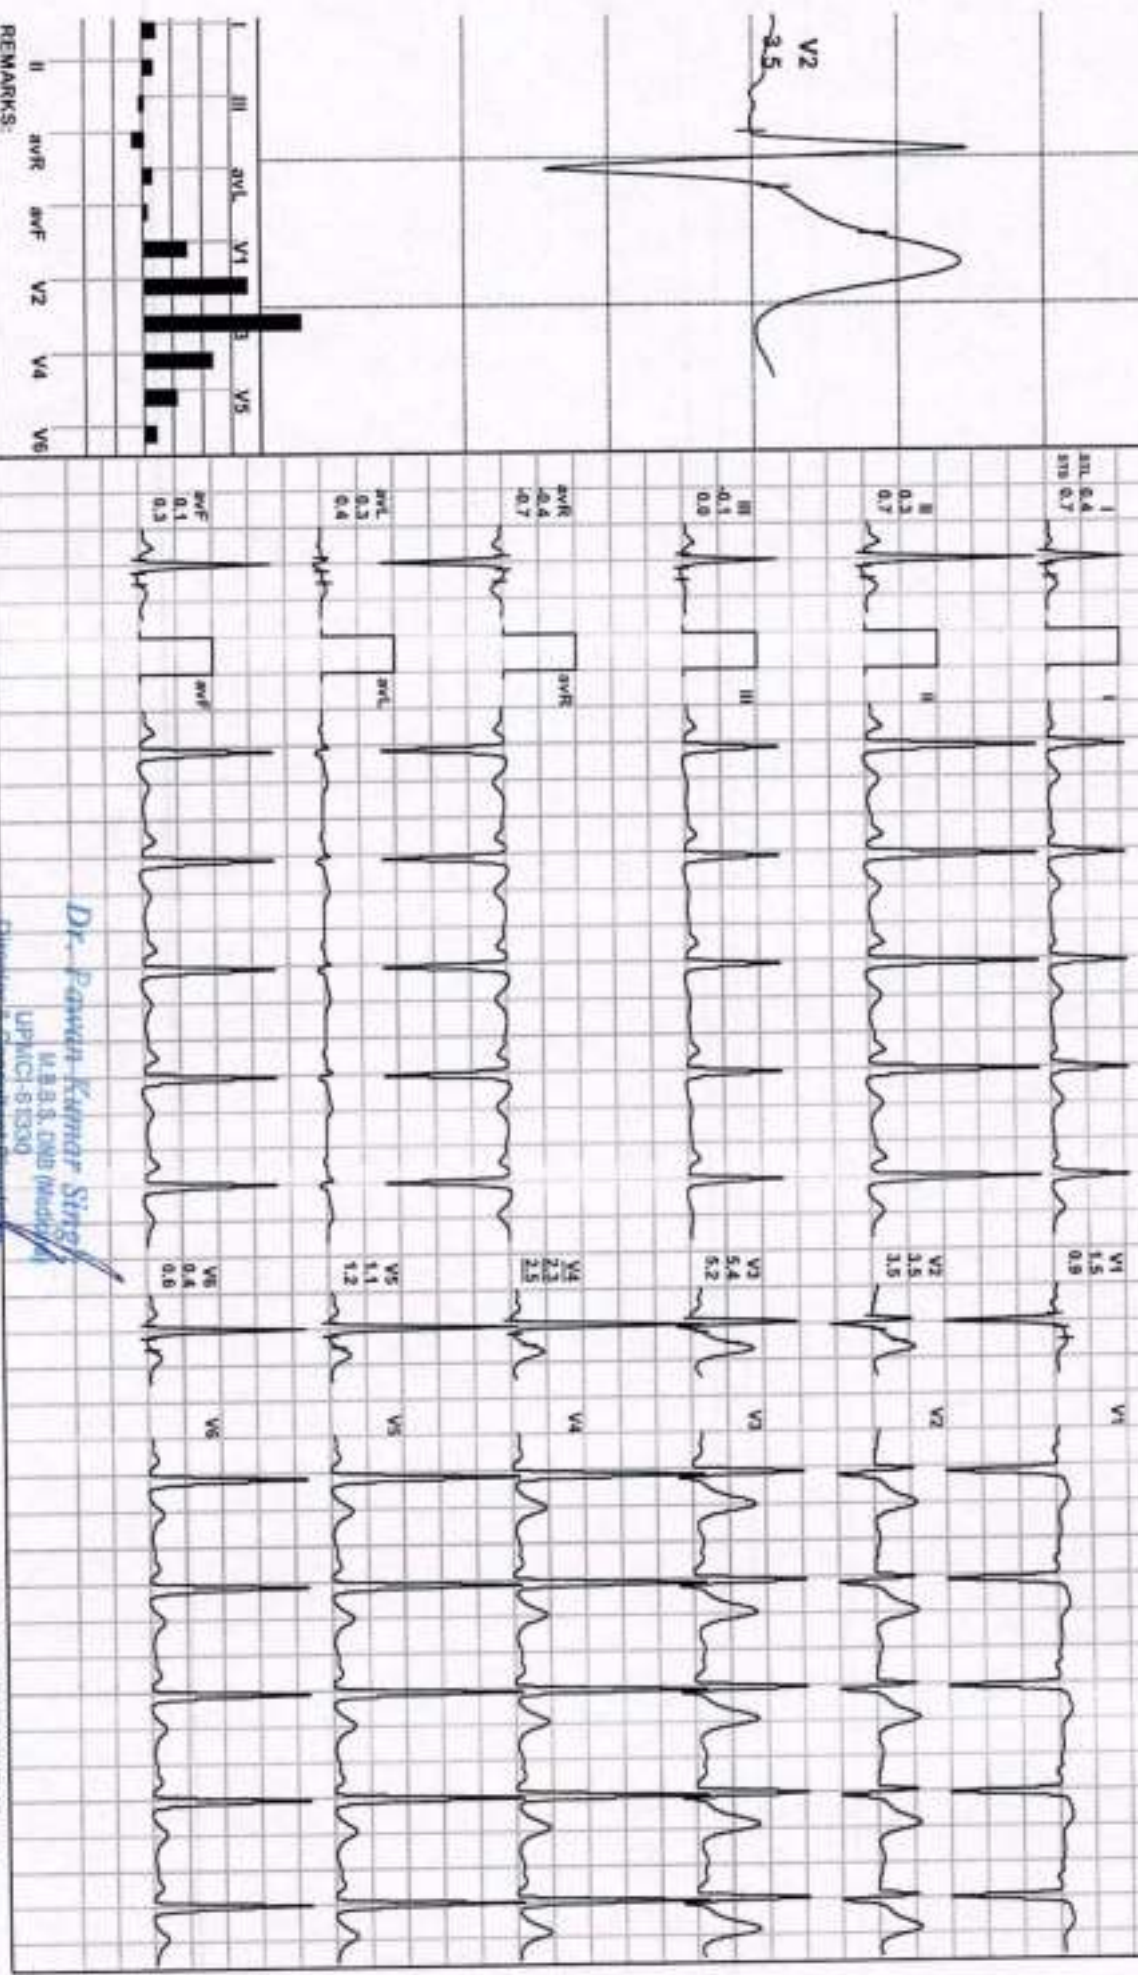 V2
3.5
I
II
III
avR
avL
avF
V1
V2
V4
V5
V6
REMARKS:
I
STL 0.4
STS 0.7
I
II
0.3
0.7
II
III
-0.1
0.0
III
avR
-0.4
-0.7
avR
avL
0.3
0.4
avL
avF
0.1
0.3
avF
V1
1.5
0.9
V1
V2
3.5
3.5
V2
V3
5.4
5.2
V3
V4
2.3
2.5
V4
V5
1.1
1.2
V5
V6
0.4
0.6
V6
Dr. Pawan Kumar Sing
M.B.B.S. DNB